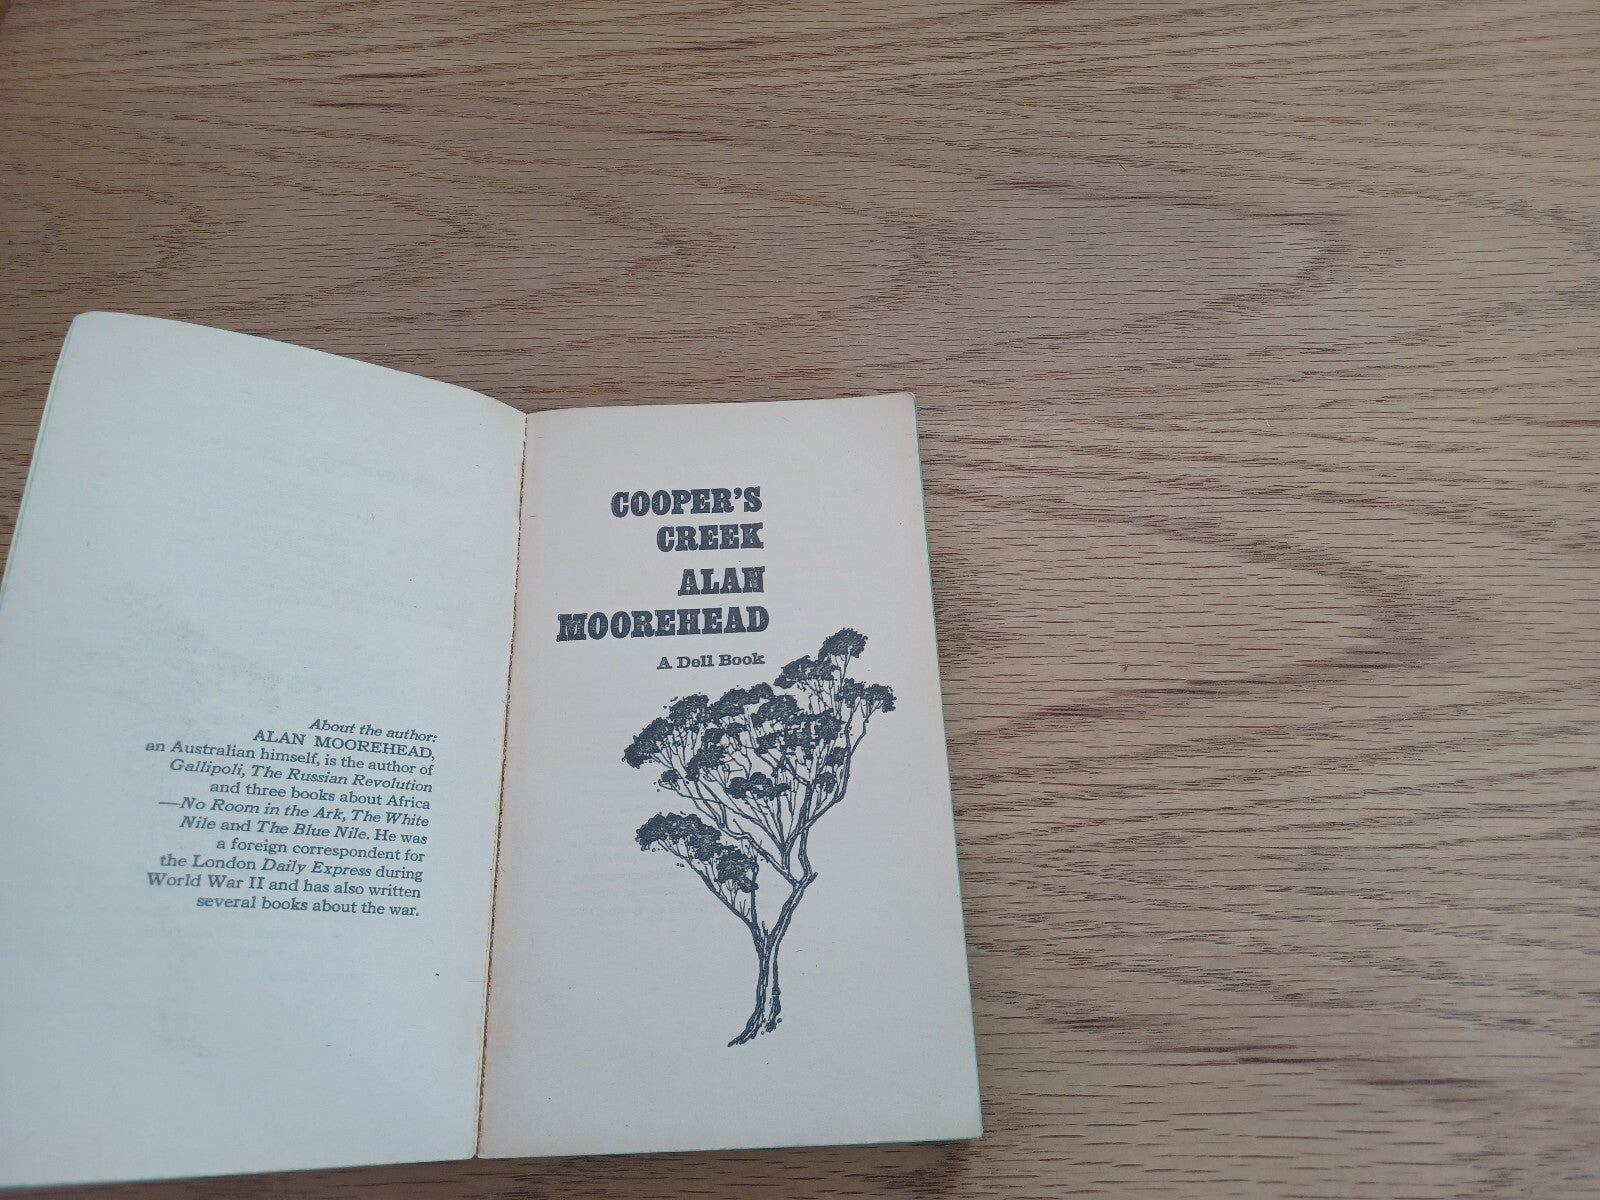 About the author:
ALAN MOOREHEAD,
an Australian himself, is the author of
Gallipoli, The Russian Revolution
and three books about Africa
—No Room in the Ark, The White
Nile and The Blue Nile. He was
a foreign correspondent for
the London Daily Express during
World War II and has also written
several books about the war.
COOPER'S
CREEK
ALAN
MOOREHEAD
A Dell Book